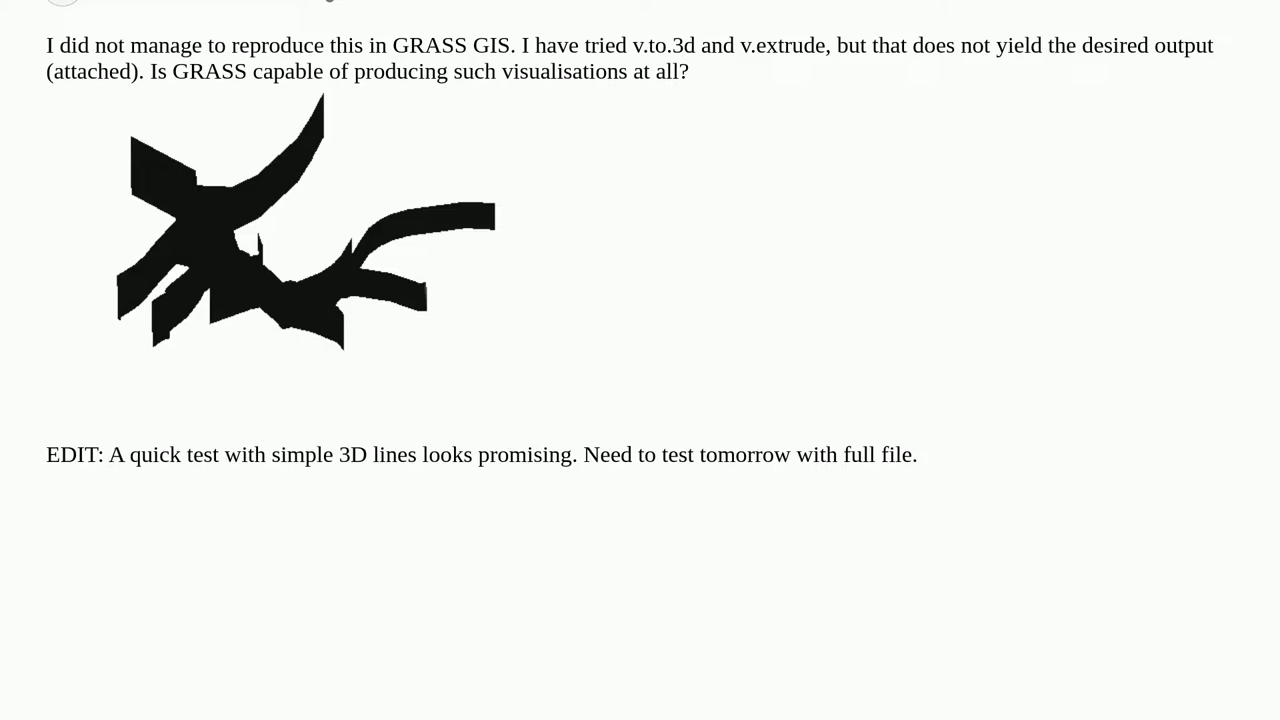 I did not manage to reproduce this in GRASS GIS. I have tried v.to.3d and v.extrude, but that does not yield the desired output
(attached). Is GRASS capable of producing such visualisations at all?
EDIT: A quick test with simple 3D lines looks promising. Need to test tomorrow with full file.